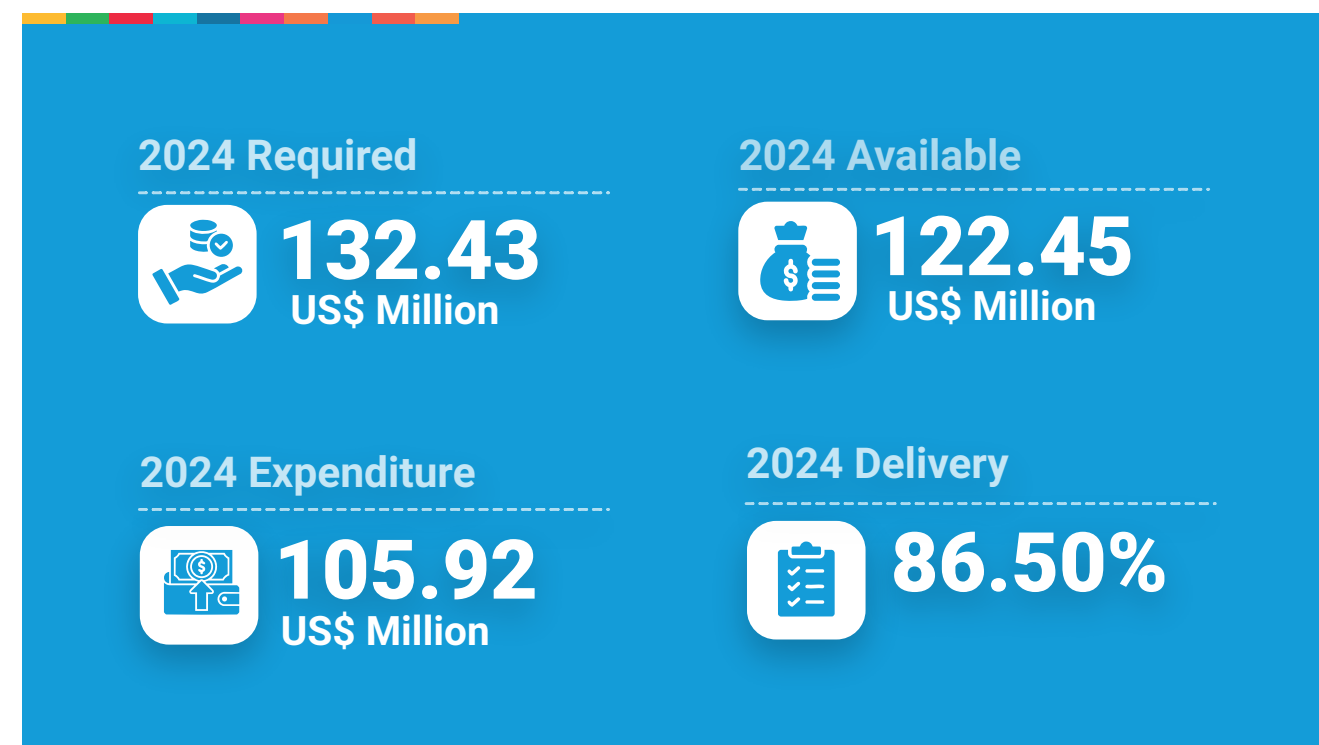 2024 Required
132.43
US$ Million
2024 Available
122.45
US$ Million
2024 Expenditure
105.92
US$ Million
2024 Delivery
86.50%